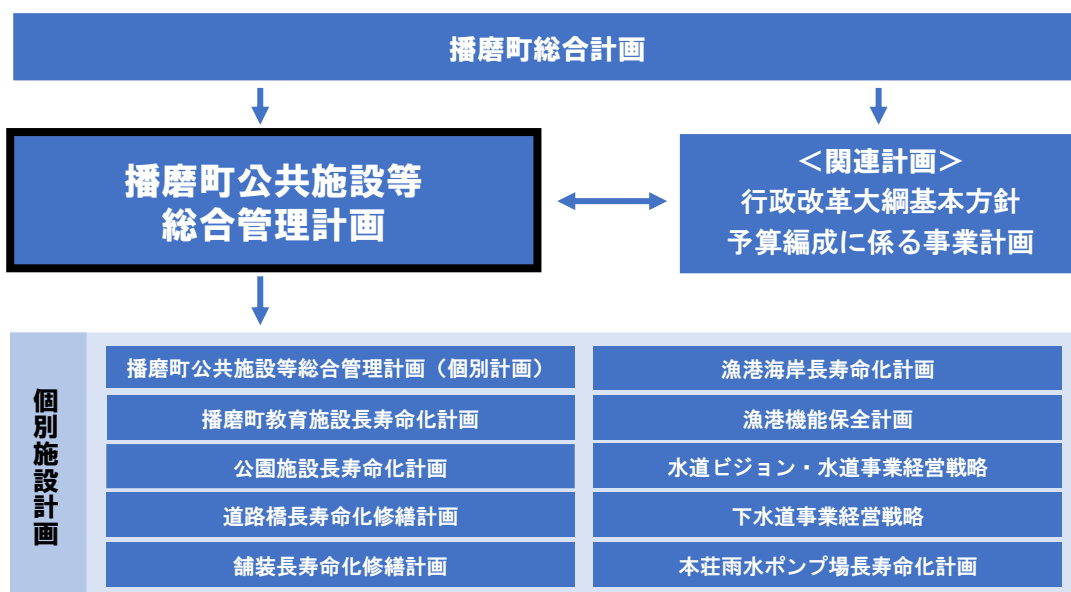 播磨町総合計画
播磨町公共施設等
総合管理計画
＜関連計画＞
行政改革大綱基本方針
予算編成に係る事業計画
個別施設計画
播磨町公共施設等総合管理計画（個別計画）
播磨町教育施設長寿命化計画
公園施設長寿命化計画
道路橋長寿命化修繕計画
舗装長寿命化修繕計画
漁港海岸長寿命化計画
漁港機能保全計画
水道ビジョン・水道事業経営戦略
下水道事業経営戦略
本荘雨水ポンプ場長寿命化計画